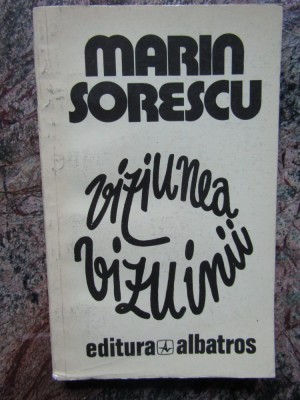 MARIN
SORESCU
viziunea
vizuinii
editura albatros